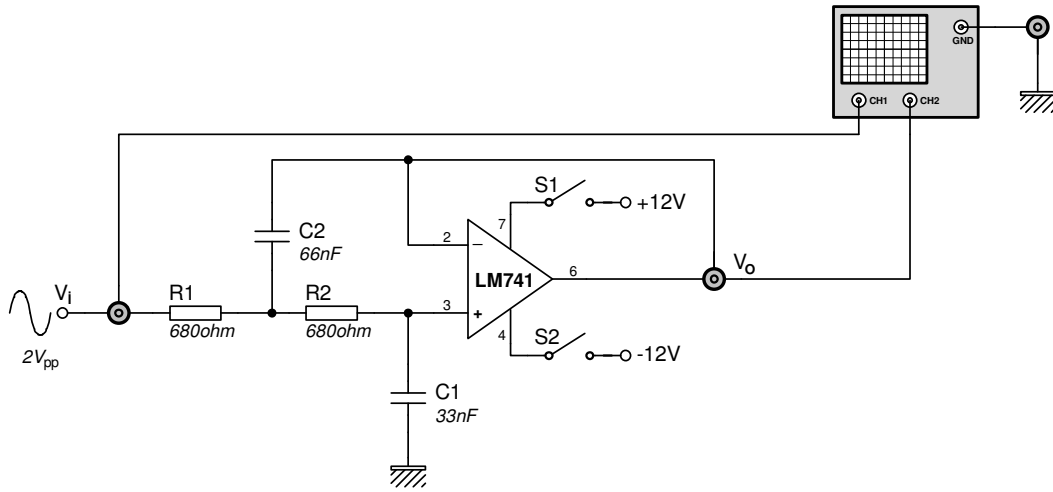 GND
CH1
CH2
S1
+12V
C2
66nF
7
2
–
LM741
6
Vo
Vi
R1
R2
3
+
680ohm
680ohm
4
S2
-12V
2Vpp
C1
33nF